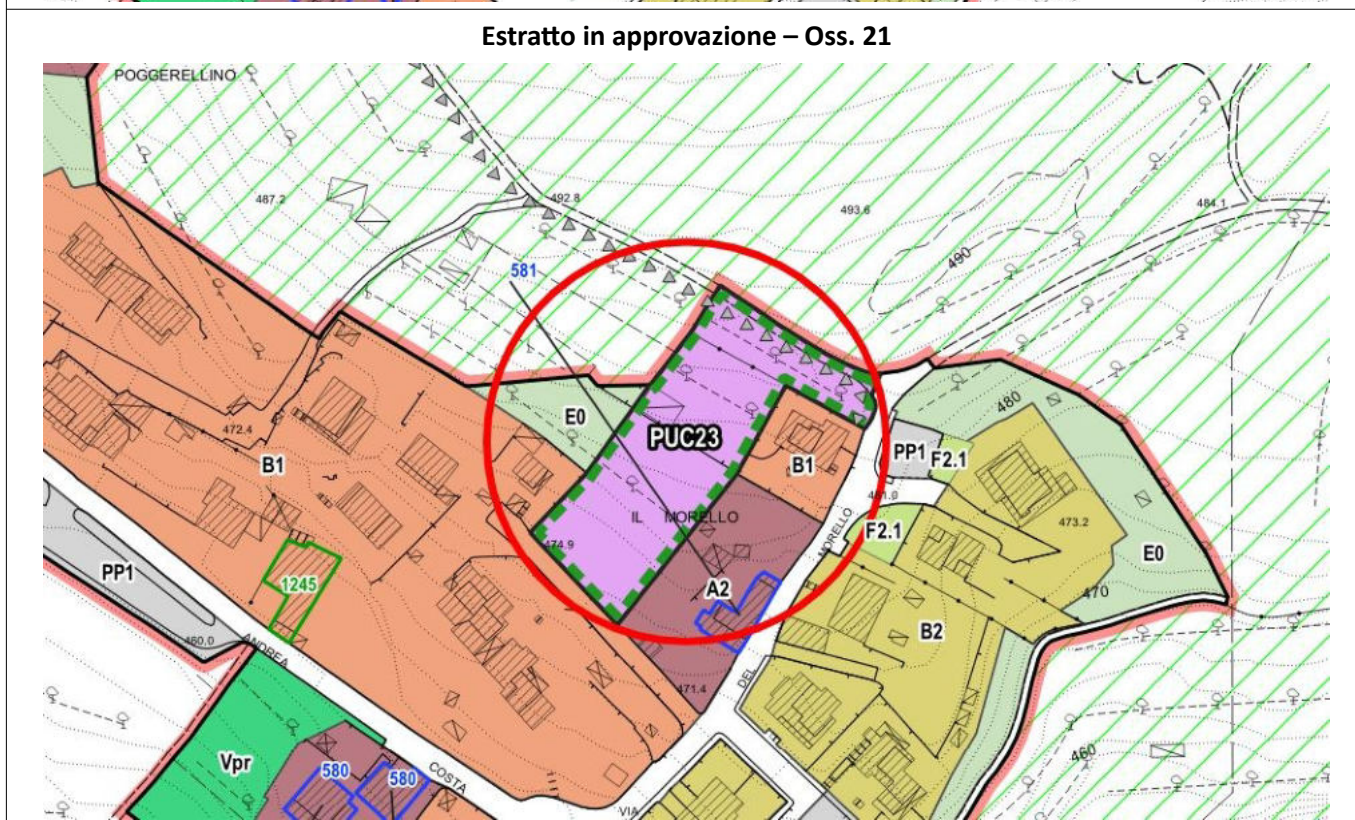 Estratto in approvazione – Oss. 21
POGGERELLINO
487.2
492.8
493.6
484.1
490
581
E0
480
472.4
B1
PUC23
B1
PP1
F2.1
481.0
473.2
IL MORELLO
474.9
MORELLO
F2.1
E0
PP1
1245
A2
470
B2
460.0
ANDREA
471.4
DEL
460
Vpr
580
580
COSTA
VIA